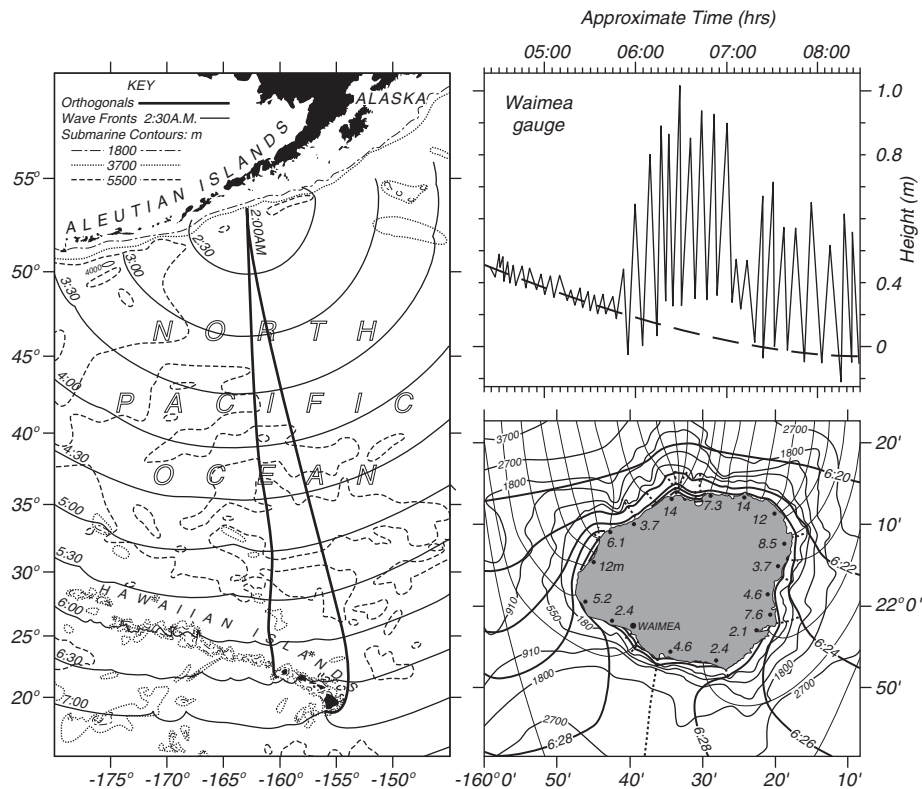 KEY
Orthogonals
Wave Fronts 2:30A.M.
Submarine Contours: m
1800
3700
5500
ALASKA
ALEUTIAN ISLANDS
2:00AM
2:30
3:00
3:30
4000
4:00
4:30
5:00
5:30
6:00
6:30
7:00
NORTH
PACIFIC
OCEAN
HAWAIIAN ISLANDS
55°
50°
45°
40°
35°
30°
25°
20°
-175° -170° -165° -160° -155° -150°
Approximate Time (hrs)
05:00 06:00 07:00 08:00
Waimea
gauge
1.0
0.8
0.4
0
Height (m)
3700
2700
1800
2700
1800
20'
6:20
14 7.3 14
3.7 12
10'
6.1
8.5
12m
3.7
6:22
910
550
180
5.2
4.6
22° 0'
2.4
7.6
WAIMEA
2.1
910
4.6
2.4
6:24
1800
1800
2700
50'
2700
6:28
6:28
6:26
-160° 0' 50' 40' 30' 20' 10'